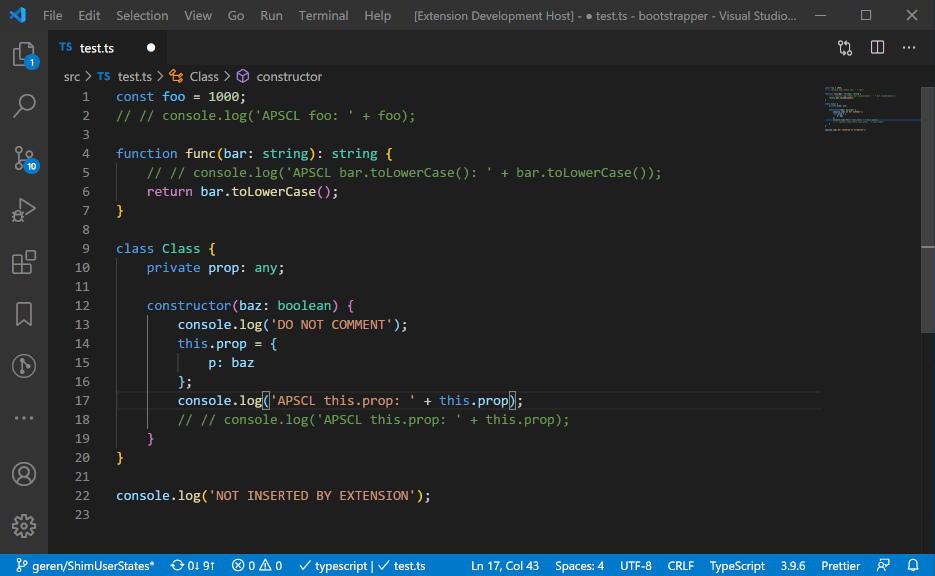 File Edit Selection View Go Run Terminal Help [Extension Development Host] - ● test.ts - bootstrapper - Visual Studio...
TS test.ts ●
src > TS test.ts > Class > constructor
1 const foo = 1000;
2 // // console.log('APSCL foo: ' + foo);
3
4 function func(bar: string): string {
5 // // console.log('APSCL bar.toLowerCase(): ' + bar.toLowerCase());
6 return bar.toLowerCase();
7 }
8
9 class Class {
10 private prop: any;
11
12 constructor(baz: boolean) {
13 console.log('DO NOT COMMENT');
14 this.prop = {
15 p: baz
16 };
17 console.log('APSCL this.prop: ' + this.prop);
18 // // console.log('APSCL this.prop: ' + this.prop);
19 }
20 }
21
22 console.log('NOT INSERTED BY EXTENSION');
23
1
10
geren/ShimUserStates* 0↓ 9↑ 0 0 ✓ typescript | ✓ test.ts Ln 17, Col 43 Spaces: 4 UTF-8 CRLF TypeScript 3.9.6 Prettier